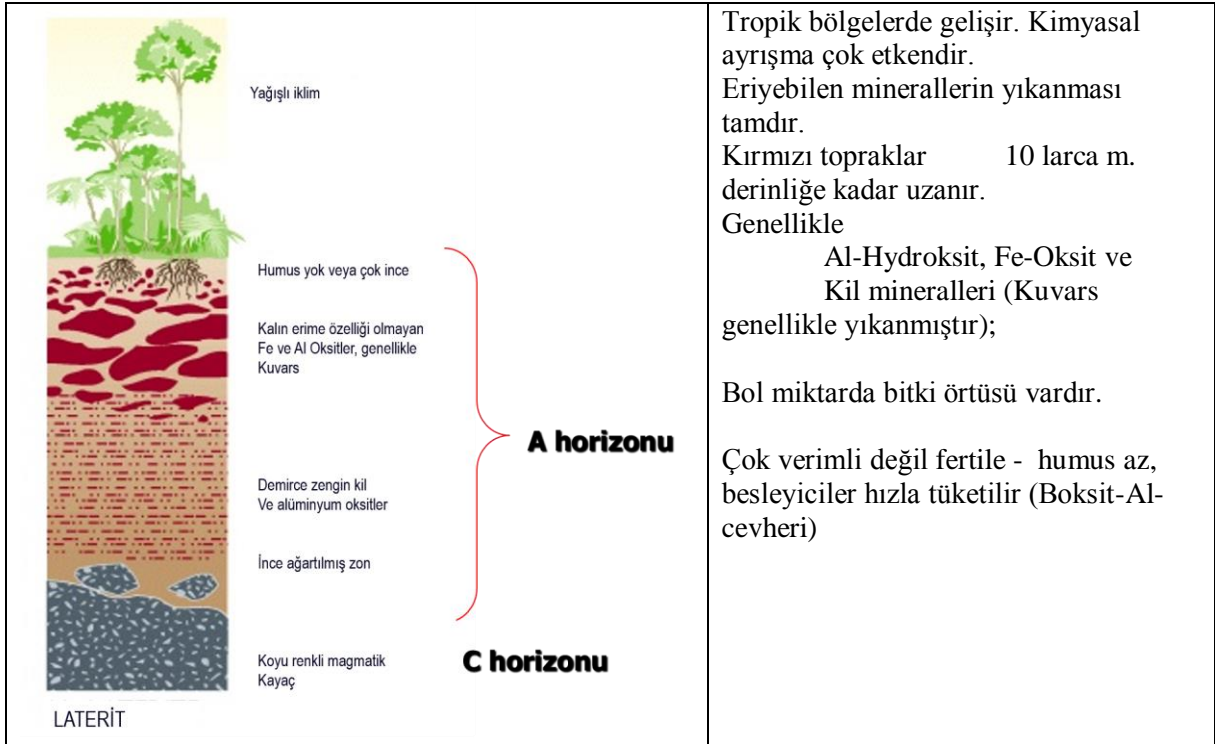 Yağışlı iklim
Humus yok veya çok ince
Kalın erime özelliği olmayan
Fe ve Al Oksitler, genellikle
Kuvars
A horizonu
Demirce zengin kil
Ve alüminyum oksitler
İnce ağartılmış zon
Koyu renkli magmatik
Kayaç
C horizonu
LATERİT
Tropik bölgelerde gelişir. Kimyasal
ayrışma çok etkendir.
Eriyebilen minerallerin yıkanması
tamdır.
Kırmızı topraklar 10 larca m.
derinliğe kadar uzanır.
Genellikle
Al-Hydroksit, Fe-Oksit ve
Kil mineralleri (Kuvars
genellikle yıkanmıştır);
Bol miktarda bitki örtüsü vardır.
Çok verimli değil fertile - humus az,
besleyiciler hızla tüketilir (Boksit-Al-
cevheri)